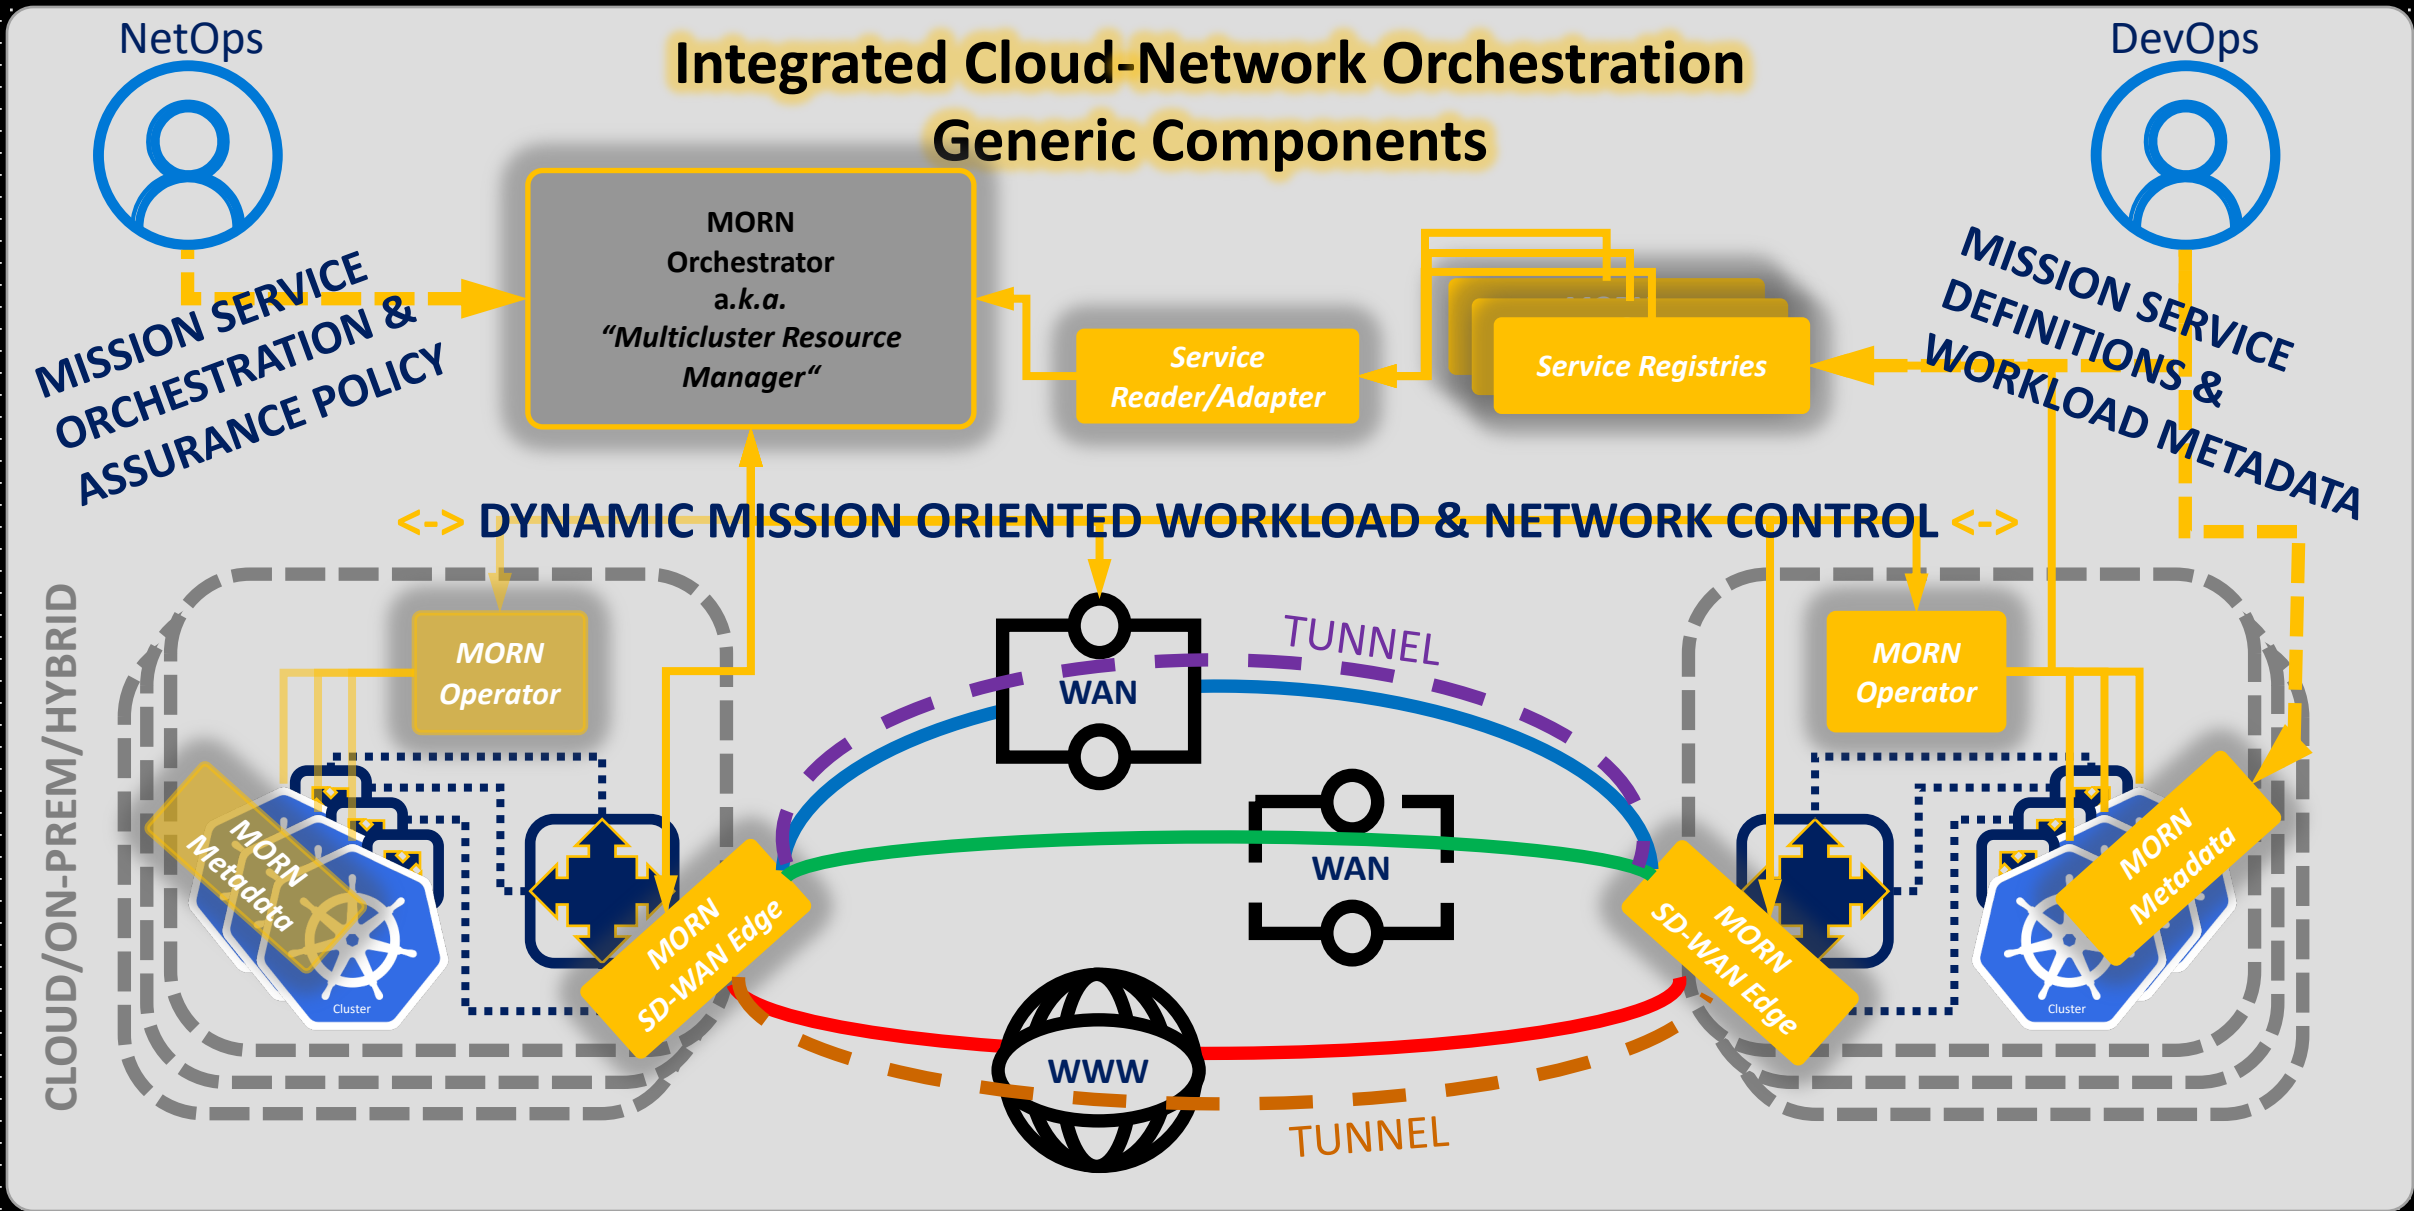 NetOps
DevOps
Integrated Cloud-Network Orchestration
Generic Components
MORN
Orchestrator
a.k.a.
“Multicluster Resource
Manager“
Service
Reader/Adapter
Service Registries
MISSION SERVICE
ORCHESTRATION &
ASSURANCE POLICY
MISSION SERVICE
DEFINITIONS &
WORKLOAD METADATA
<-> DYNAMIC MISSION ORIENTED WORKLOAD & NETWORK CONTROL <->
CLOUD/ON-PREM/HYBRID
MORN
Operator
MORN
Metadata
Cluster
MORN
SD-WAN Edge
TUNNEL
WAN
WAN
WWW
TUNNEL
MORN
Operator
MORN
SD-WAN Edge
MORN
Metadata
Cluster